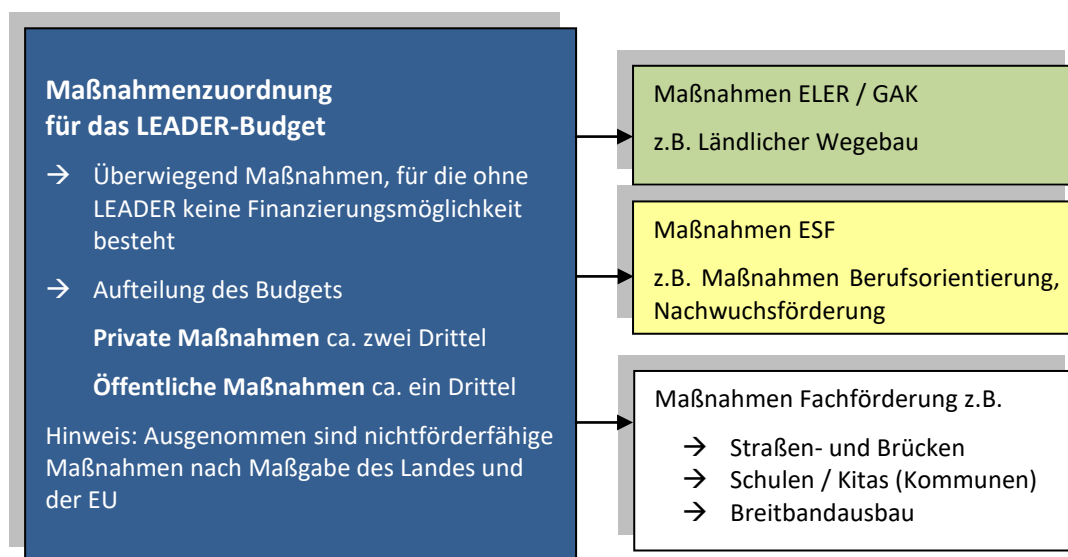 Maßnahmenzuordnung
für das LEADER-Budget
→ Überwiegend Maßnahmen, für die ohne
LEADER keine Finanzierungsmöglichkeit
besteht
→ Aufteilung des Budgets
Private Maßnahmen ca. zwei Drittel
Öffentliche Maßnahmen ca. ein Drittel
Hinweis: Ausgenommen sind nichtförderfähige
Maßnahmen nach Maßgabe des Landes und
der EU
Maßnahmen ELER / GAK
z.B. Ländlicher Wegebau
Maßnahmen ESF
z.B. Maßnahmen Berufsorientierung,
Nachwuchsförderung
Maßnahmen Fachförderung z.B.
→ Straßen- und Brücken
→ Schulen / Kitas (Kommunen)
→ Breitbandausbau